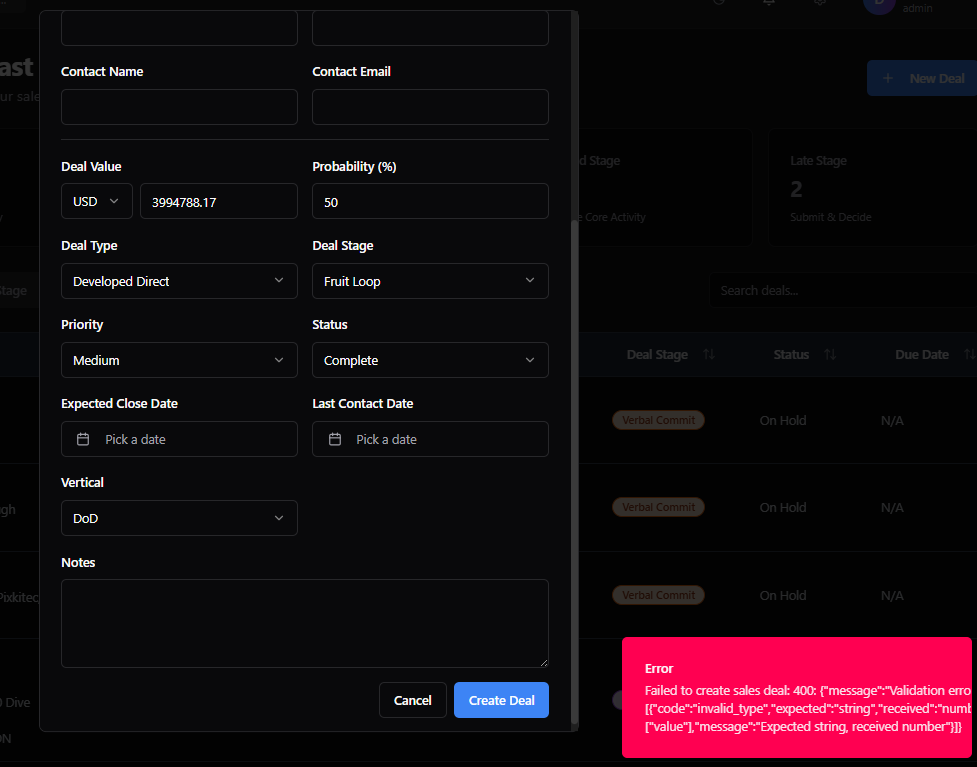 admin
ast
ur sale
New Deal
Contact Name Contact Email
Deal Value Probability (%)
d Stage Late Stage
2
USD 3994788.17 50
e Core Activity Submit & Decide
Deal Type Deal Stage
Developed Direct Fruit Loop
tage Search deals...
Priority Status
Medium Complete
Deal Stage Status Due Date
Expected Close Date Last Contact Date
Pick a date Pick a date
Verbal Commit On Hold N/A
Vertical
DoD
gh Verbal Commit On Hold N/A
Notes
Pixkitec Verbal Commit On Hold N/A
Cancel Create Deal
Dive
ON
Error
Failed to create sales deal: 400: {"message":"Validation erro
[{"code":"invalid_type","expected":"string","received":"numb
["value"],"message":"Expected string, received number"}]}